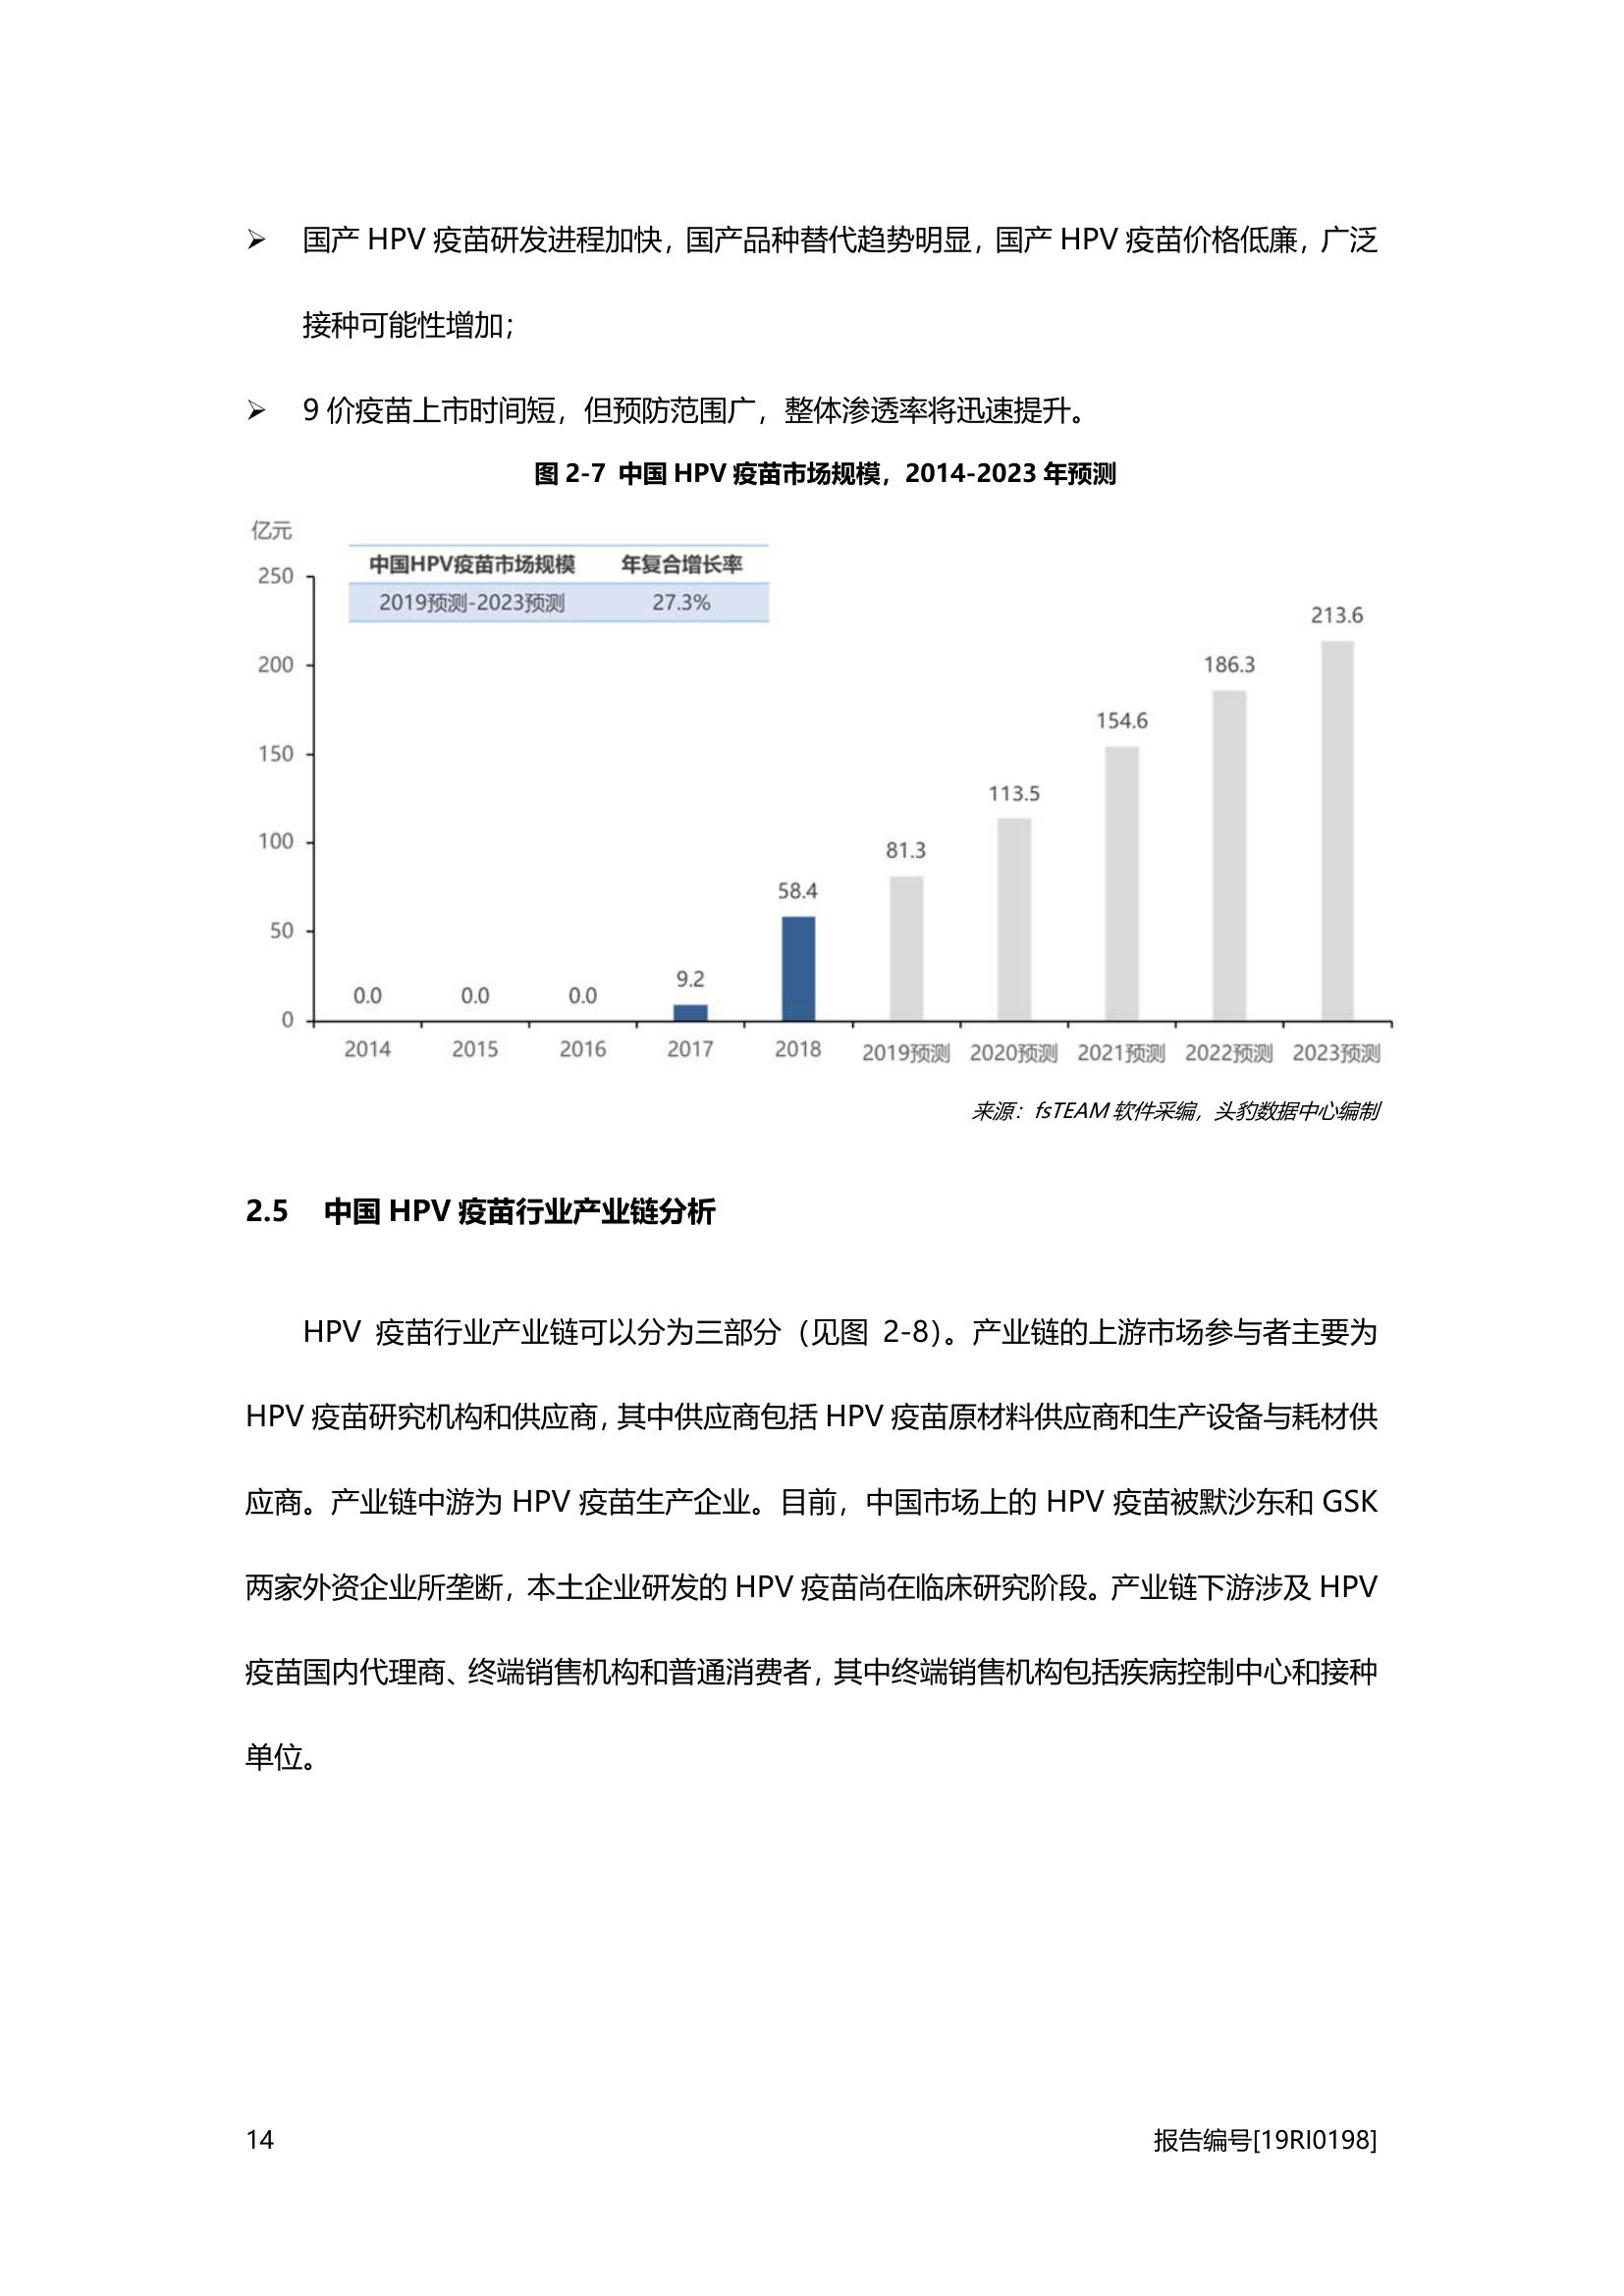 ➢ 国产 HPV 疫苗研发进程加快，国产品种替代趋势明显，国产 HPV 疫苗价格低廉，广泛
接种可能性增加；
➢ 9 价疫苗上市时间短，但预防范围广，整体渗透率将迅速提升。
图 2-7 中国 HPV 疫苗市场规模，2014-2023 年预测
亿元
中国HPV疫苗市场规模 年复合增长率
2019预测-2023预测 27.3%
250
200
150
100
50
0
0.0 0.0 0.0 9.2 58.4 81.3 113.5 154.6 186.3 213.6
2014 2015 2016 2017 2018 2019预测 2020预测 2021预测 2022预测 2023预测
来源：fsTEAM 软件采编，头豹数据中心编制
2.5 中国 HPV 疫苗行业产业链分析
HPV 疫苗行业产业链可以分为三部分（见图 2-8）。产业链的上游市场参与者主要为
HPV 疫苗研究机构和供应商，其中供应商包括 HPV 疫苗原材料供应商和生产设备与耗材供
应商。产业链中游为 HPV 疫苗生产企业。目前，中国市场上的 HPV 疫苗被默沙东和 GSK
两家外资企业所垄断，本土企业研发的 HPV 疫苗尚在临床研究阶段。产业链下游涉及 HPV
疫苗国内代理商、终端销售机构和普通消费者，其中终端销售机构包括疾病控制中心和接种
单位。
14 报告编号[19RI0198]